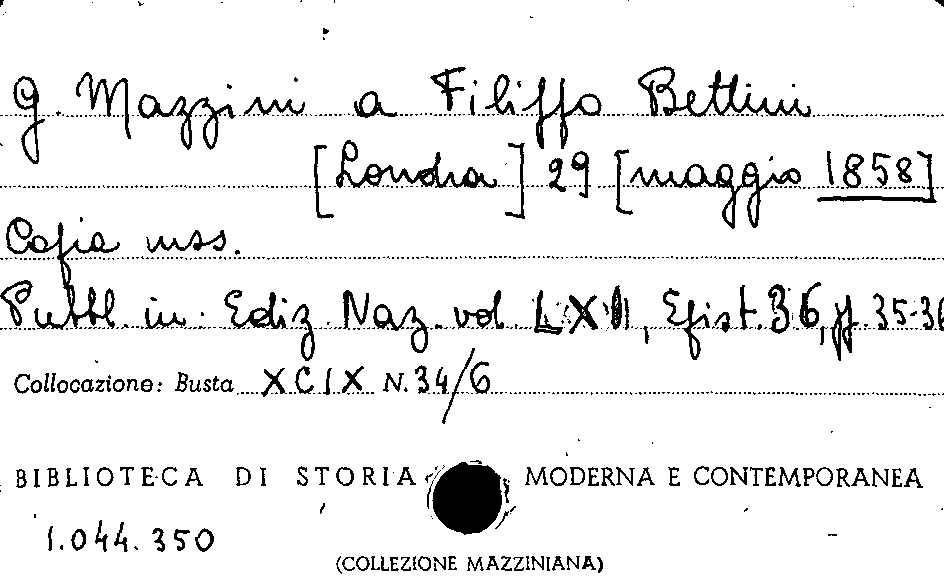 G. Mazzini a Filippo Bettini
[Londra] 29 [maggio 1858]
Copia mss.
Pubbl. in Ediz. Naz. vol. Epist. 36, pp. 35-36
Collocazione: Busta XCIX N. 34/6
BIBLIOTECA DI STORIA MODERNA E CONTEMPORANEA
1.044.350
(COLLEZIONE MAZZINIANA)